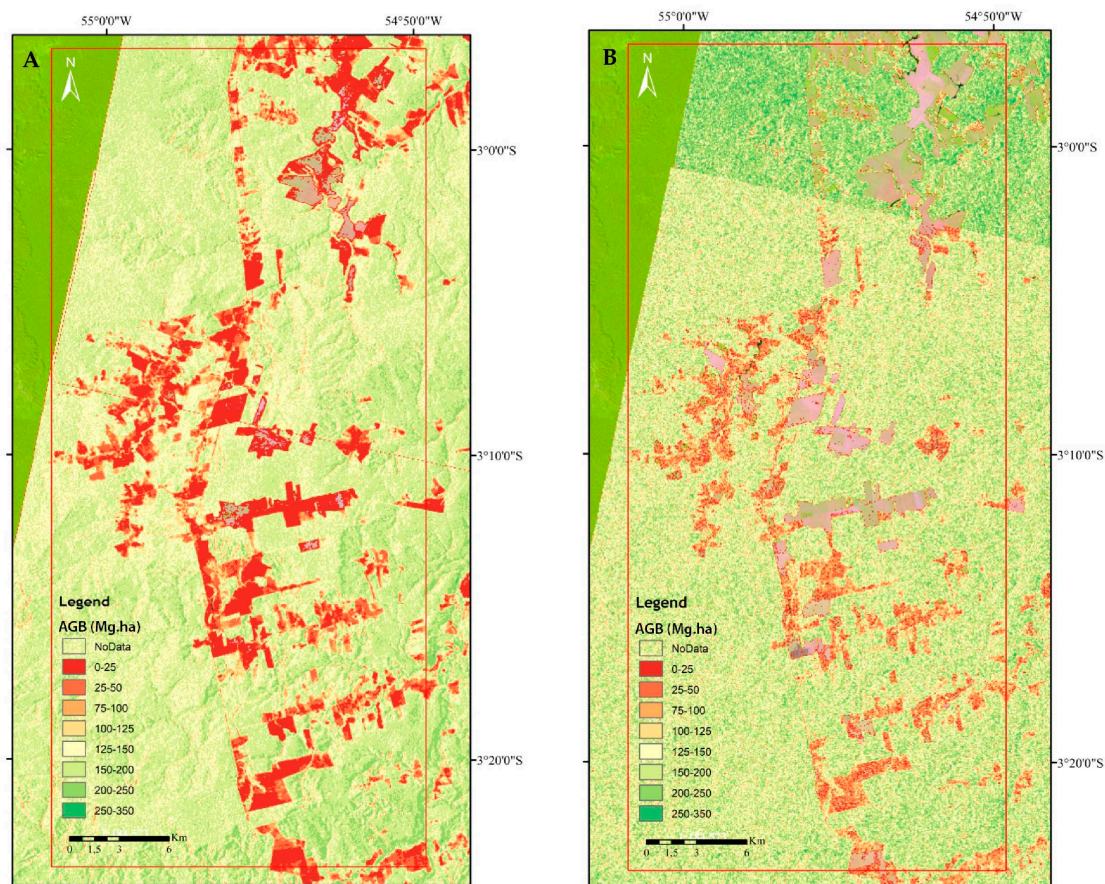 55°00'0"W
54°50'0"W
A
N
3°0'0"S
3°10'0"S
3°20'0"S
Legend
AGB (Mg.ha)
NoData
0-25
25-50
75-100
100-125
125-150
150-200
200-250
250-350
Km
0 1.5 3 6
55°00'0"W
54°50'0"W
B
N
3°0'0"S
3°10'0"S
3°20'0"S
Legend
AGB (Mg.ha)
NoData
0-25
25-50
75-100
100-125
125-150
150-200
200-250
250-350
Km
0 1.5 3 6